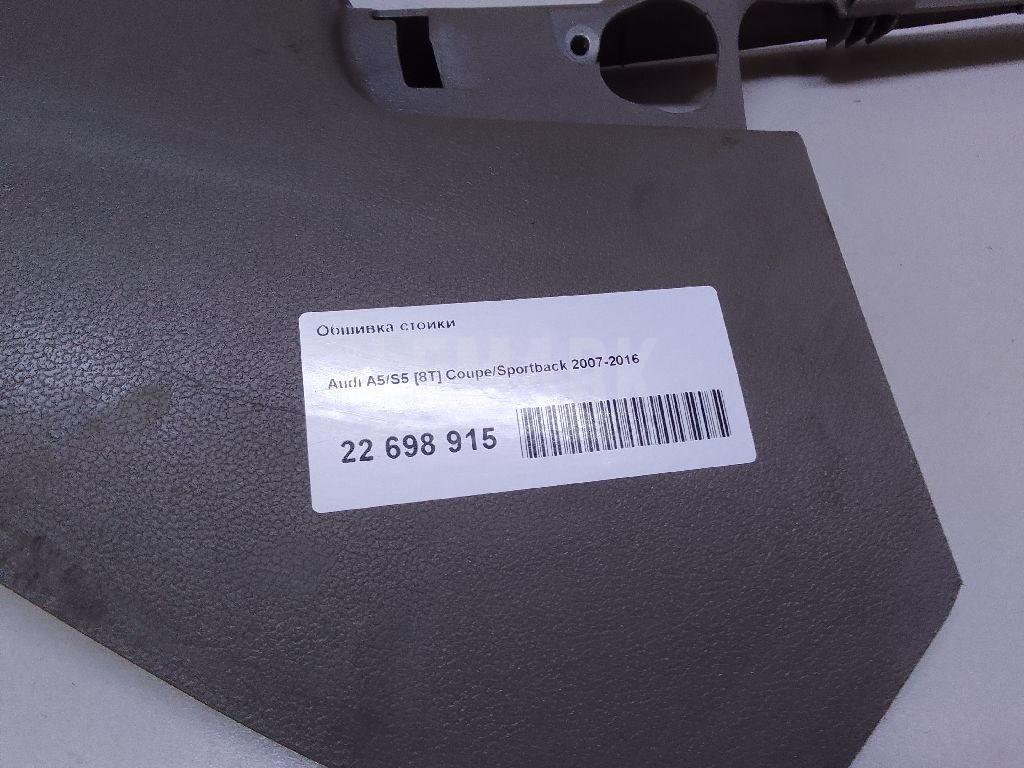 Обшивка стойки
Audi A5/S5 [8T] Coupe/Sportback 2007-2016
22 698 915